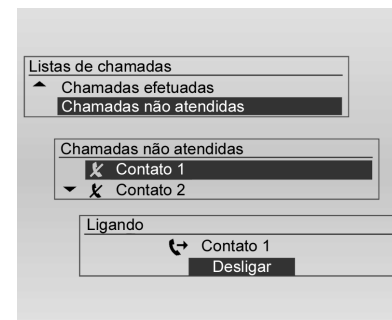 Listas de chamadas
Chamadas efetuadas
Chamadas não atendidas
Chamadas não atendidas
Contato 1
Contato 2
Ligando
Contato 1
Desligar